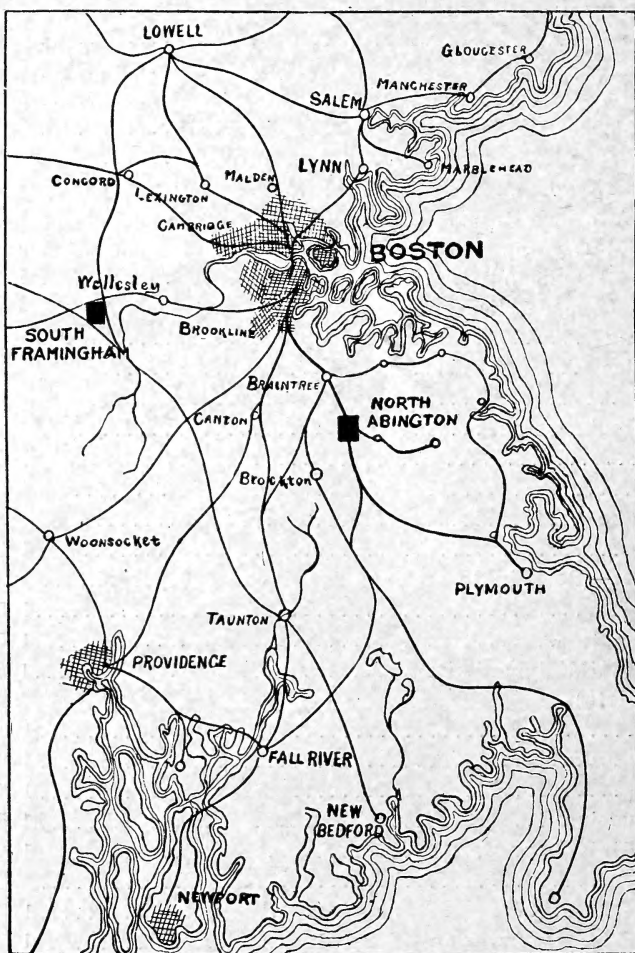 LOWELL
GLOUCESTER
MANCHESTER
SALEM
LYNN
MARBLEHEAD
MALDEN
CONCORD
LEXINGTON
CAMBRIDGE
BOSTON
Wellesley
SOUTH
FRAMINGHAM
BROOKLINE
BRAINTREE
NORTH
ABINGTON
CANTON
Brockton
WOONSOCKET
PLYMOUTH
TAUNTON
PROVIDENCE
FALL RIVER
NEW
BEDFORD
NEWPORT